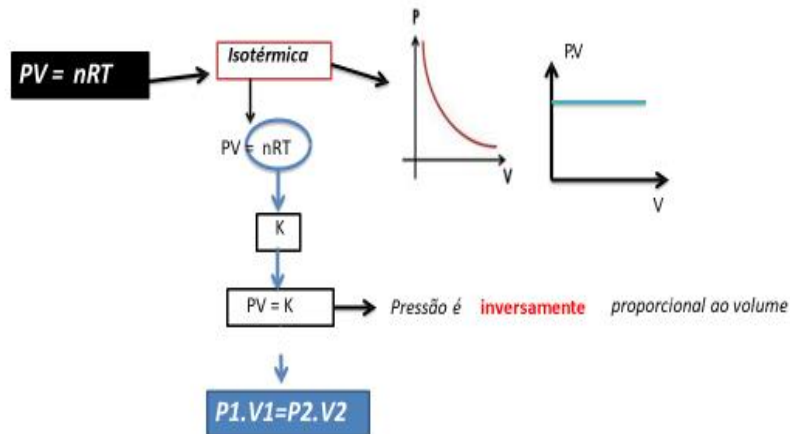 PV = nRT
Isotérmica
P
V
P.V
V
PV = nRT
K
PV = K
Pressão é inversamente proporcional ao volume
P1.V1=P2.V2